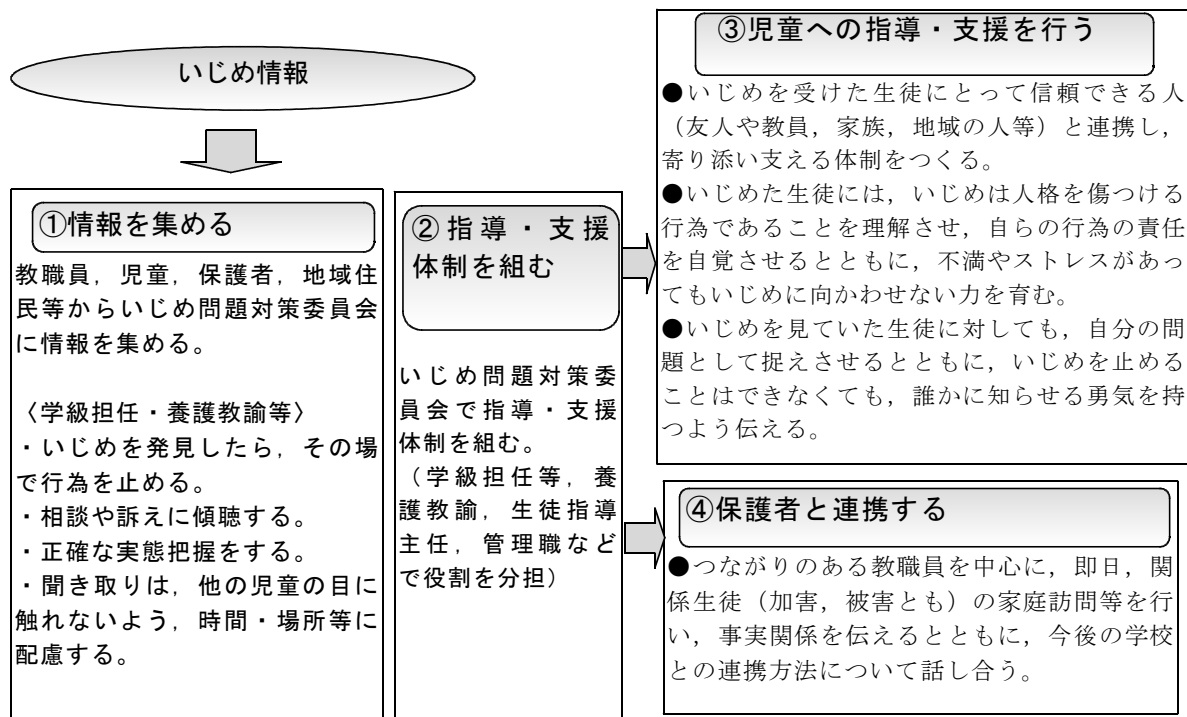 いじめ情報
①情報を集める
教職員，児童，保護者，地域住
民等からいじめ問題対策委員会
に情報を集める。
〈学級担任・養護教諭等〉
・いじめを発見したら，その場
で行為を止める。
・相談や訴えに傾聴する。
・正確な実態把握をする。
・聞き取りは，他の児童の目に
触れないよう，時間・場所等に
配慮する。
②指導・支援
体制を組む
いじめ問題対策委
員会で指導・支援
体制を組む。
（学級担任等，養
護教諭，生徒指導
主任，管理職など
で役割を分担）
③児童への指導・支援を行う
●いじめを受けた生徒にとって信頼できる人
（友人や教員，家族，地域の人等）と連携し，
寄り添い支える体制をつくる。
●いじめた生徒には，いじめは人格を傷つける
行為であることを理解させ，自らの行為の責任
を自覚させるとともに，不満やストレスがあっ
てもいじめに向かわせない力を育む。
●いじめを見ていた生徒に対しても，自分の問
題として捉えさせるとともに，いじめを止める
ことはできなくても，誰かに知らせる勇気を持
つよう伝える。
④保護者と連携する
●つながりのある教職員を中心に，即日，関
係生徒（加害，被害とも）の家庭訪問等を行
い，事実関係を伝えるとともに，今後の学校
との連携方法について話し合う。